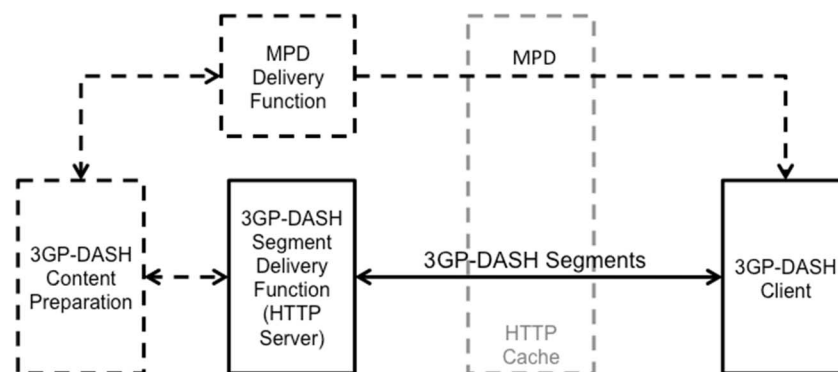 MPD
Delivery
Function
MPD
3GP-DASH
Content
Preparation
3GP-DASH
Segment
Delivery
Function
(HTTP
Server)
3GP-DASH Segments
HTTP
Cache
3GP-DASH
Client